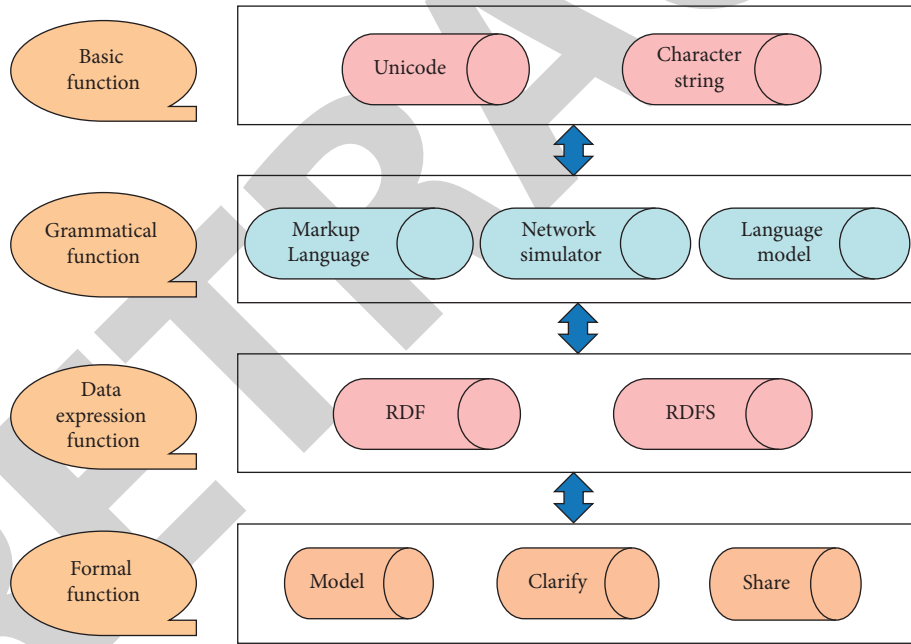 Basic
function
Unicode
Character
string
Grammatical
function
Markup
Language
Network
simulator
Language
model
Data
expression
function
RDF
RDFS
Formal
function
Model
Clarify
Share